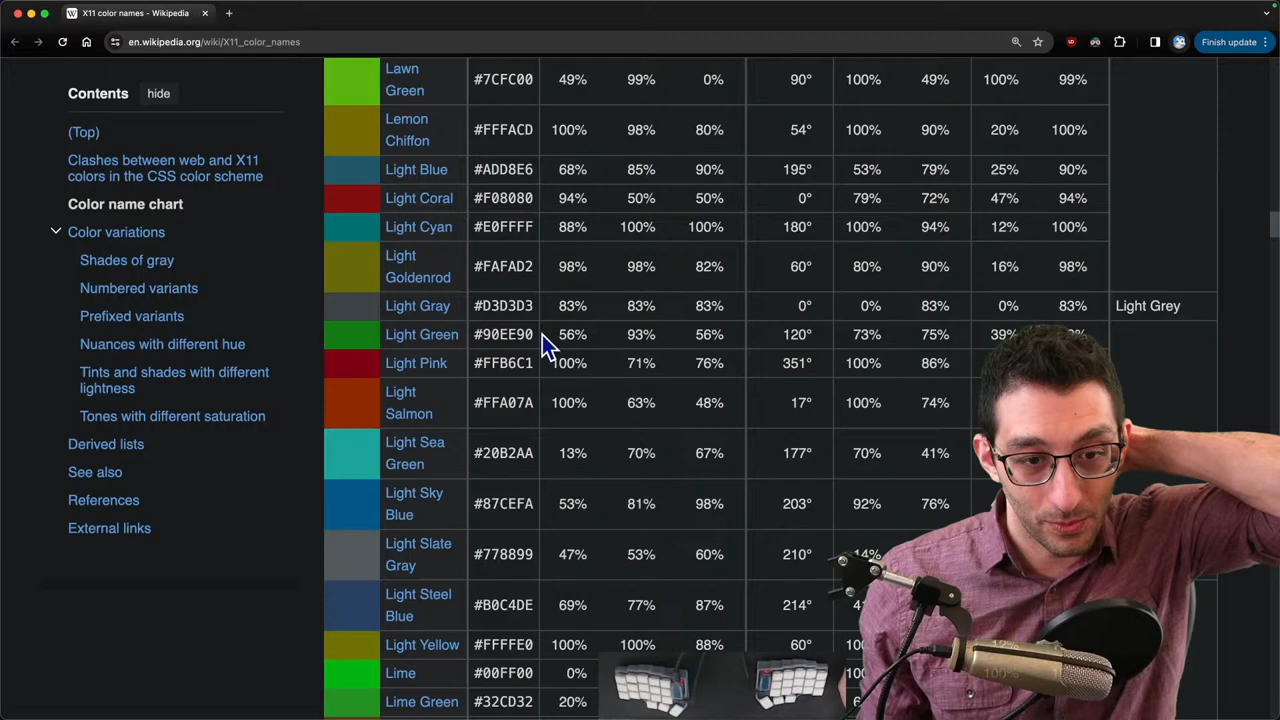 X11 color names - Wikipedia
en.wikipedia.org/wiki/X11_color_names
Finish update
Contents hide
(Top)
Clashes between web and X11
colors in the CSS color scheme
Color name chart
Color variations
Shades of gray
Numbered variants
Prefixed variants
Nuances with different hue
Tints and shades with different
lightness
Tones with different saturation
Derived lists
See also
References
External links
Lawn
Green #7CFC00 49% 99% 0% 90° 100% 49% 100% 99%
Lemon
Chiffon #FFFACD 100% 98% 80% 54° 100% 90% 20% 100%
Light Blue #ADD8E6 68% 85% 90% 195° 53% 79% 25% 90%
Light Coral #F08080 94% 50% 50% 0° 79% 72% 47% 94%
Light Cyan #E0FFFF 88% 100% 100% 180° 100% 94% 12% 100%
Light
Goldenrod #FAFAD2 98% 98% 82% 60° 80% 90% 16% 98%
Light Gray #D3D3D3 83% 83% 83% 0° 0% 83% 0% 83% Light Grey
Light Green #90EE90 56% 93% 56% 120° 73% 75% 39%
Light Pink #FFB6C1 100% 71% 76% 351° 100% 86%
Light
Salmon #FFA07A 100% 63% 48% 17° 100% 74%
Light Sea
Green #20B2AA 13% 70% 67% 177° 70% 41%
Light Sky
Blue #87CEFA 53% 81% 98% 203° 92% 76%
Light Slate
Gray #778899 47% 53% 60% 210° 14%
Light Steel
Blue #B0C4DE 69% 77% 87% 214°
Light Yellow #FFFFE0 100% 100% 88% 60° 12%
Lime #00FF00 0% 100% 100%
Lime Green #32CD32 20%